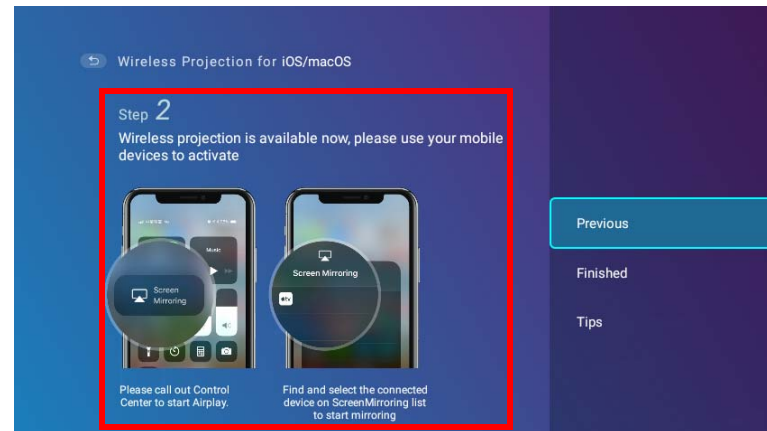 Wireless Projection for iOS/macOS
Step 2
Wireless projection is available now, please use your mobile
devices to activate
Music
Screen
Mirroring
Screen Mirroring
tv
Please call out Control
Center to start Airplay.
Find and select the connected
device on ScreenMirroring list
to start mirroring
Previous
Finished
Tips